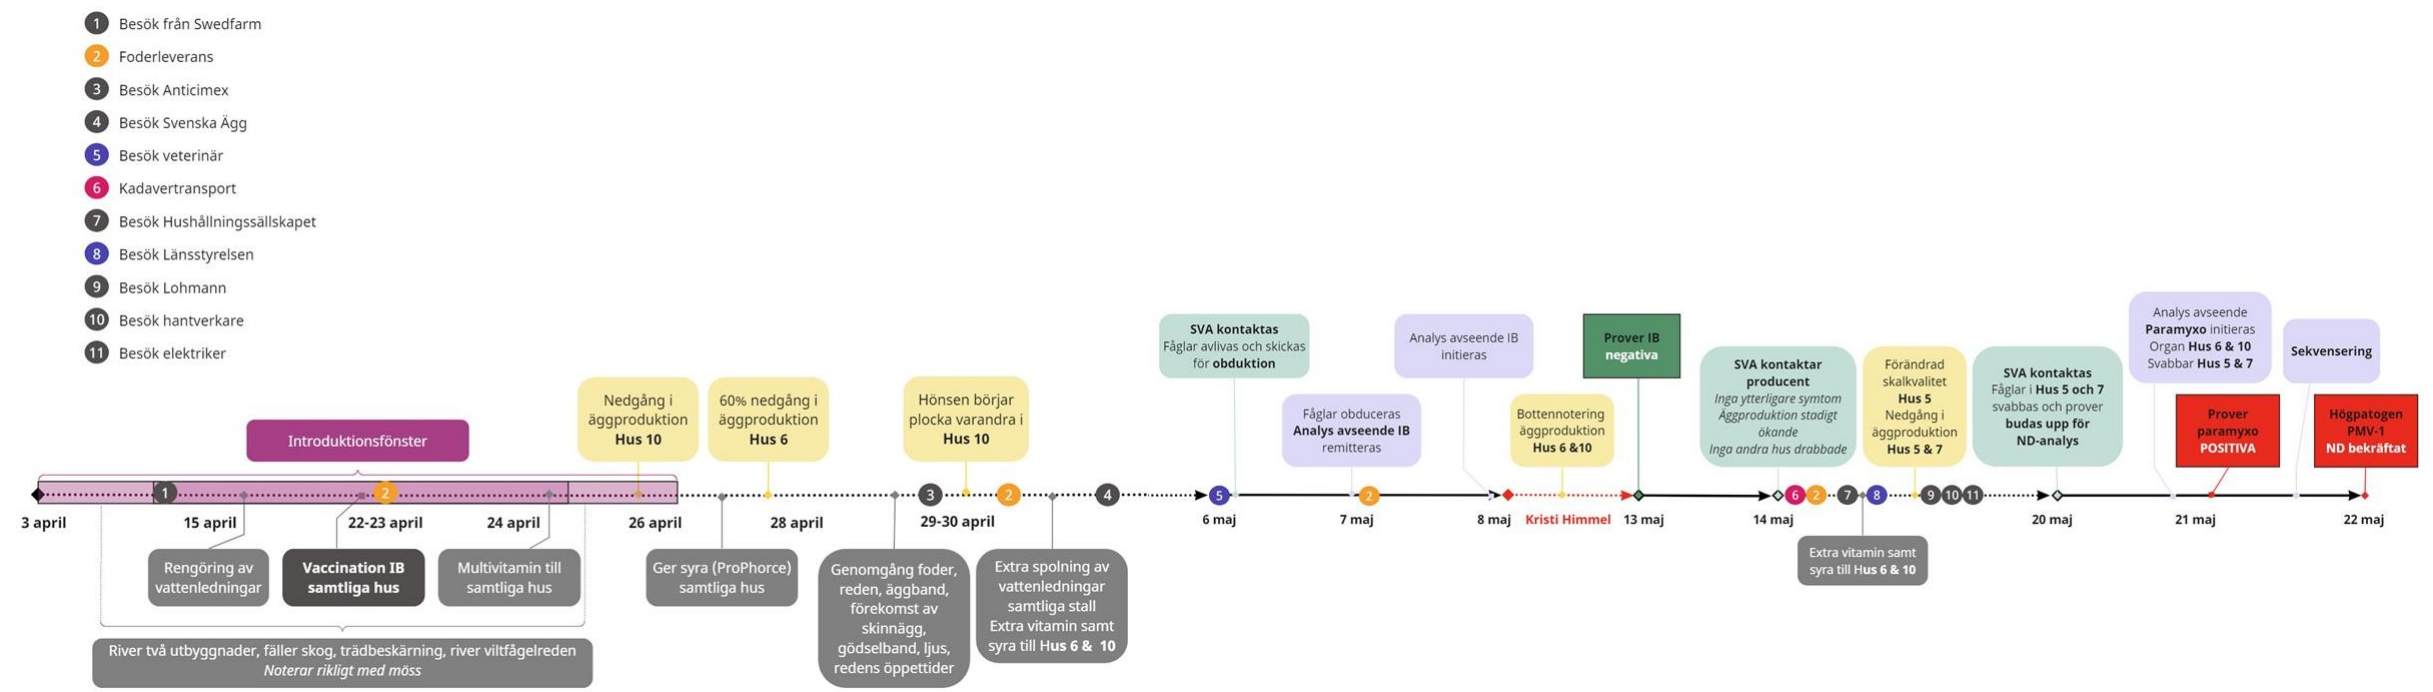 1 Besök från Swedfarm
2 Foderleverans
3 Besök Anticimex
4 Besök Svenska Ägg
5 Besök veterinär
6 Kadavertransport
7 Besök Hushållningssällskapet
8 Besök Länsstyrelsen
9 Besök Lohmann
10 Besök hantverkare
11 Besök elektriker
Introduktionsfönster
Nedgång i
äggproduktion
Hus 10
60% nedgång i
äggproduktion
Hus 6
Hönsen börjar
plocka varandra i
Hus 10
SVA kontaktas
Fåglar avlivas och skickas
för obduktion
Fåglar obduceras
Analys avseende IB
remitteras
Analys avseende IB
initieras
Bottennotering
äggproduktion
Hus 6 &10
Prover IB
negativa
SVA kontaktar
producent
Inga ytterligare symtom
Äggproduktion stadigt
ökande
Inga andra hus drabbade
Förändrad
skalkvalitet
Hus 5
Nedgång i
äggproduktion
Hus 5 & 7
SVA kontaktas
Fåglar i Hus 5 och 7
svabbas och prover
budas upp för
ND-analys
Analys avseende
Paramyxo initieras
Organ Hus 6 & 10
Svabbar Hus 5 & 7
Prover
paramyxo
POSITIVA
Sekvensering
Högpatogen
PMV-1
ND bekräftat
1 2 3 2 4 5 2 6 2 7 8 9 10 11
3 april 15 april 22-23 april 24 april 26 april 28 april 29-30 april 6 maj 7 maj 8 maj Kristi Himmel 13 maj 14 maj 20 maj 21 maj 22 maj
Rengöring av
vattenledningar
Vaccination IB
samtliga hus
Multivitamin till
samtliga hus
Ger syra (ProPhorce)
samtliga hus
Genomgång foder,
reden, äggband,
förekomst av
skinnägg,
gödselband, ljus,
redens öppettider
Extra spolning av
vattenledningar
samtliga stall
Extra vitamin samt
syra till Hus 6 & 10
Extra vitamin samt
syra till Hus 6 & 10
River två utbyggnader, fäller skog, trädbeskärning, river viltfågelreden
Noterar rikligt med möss